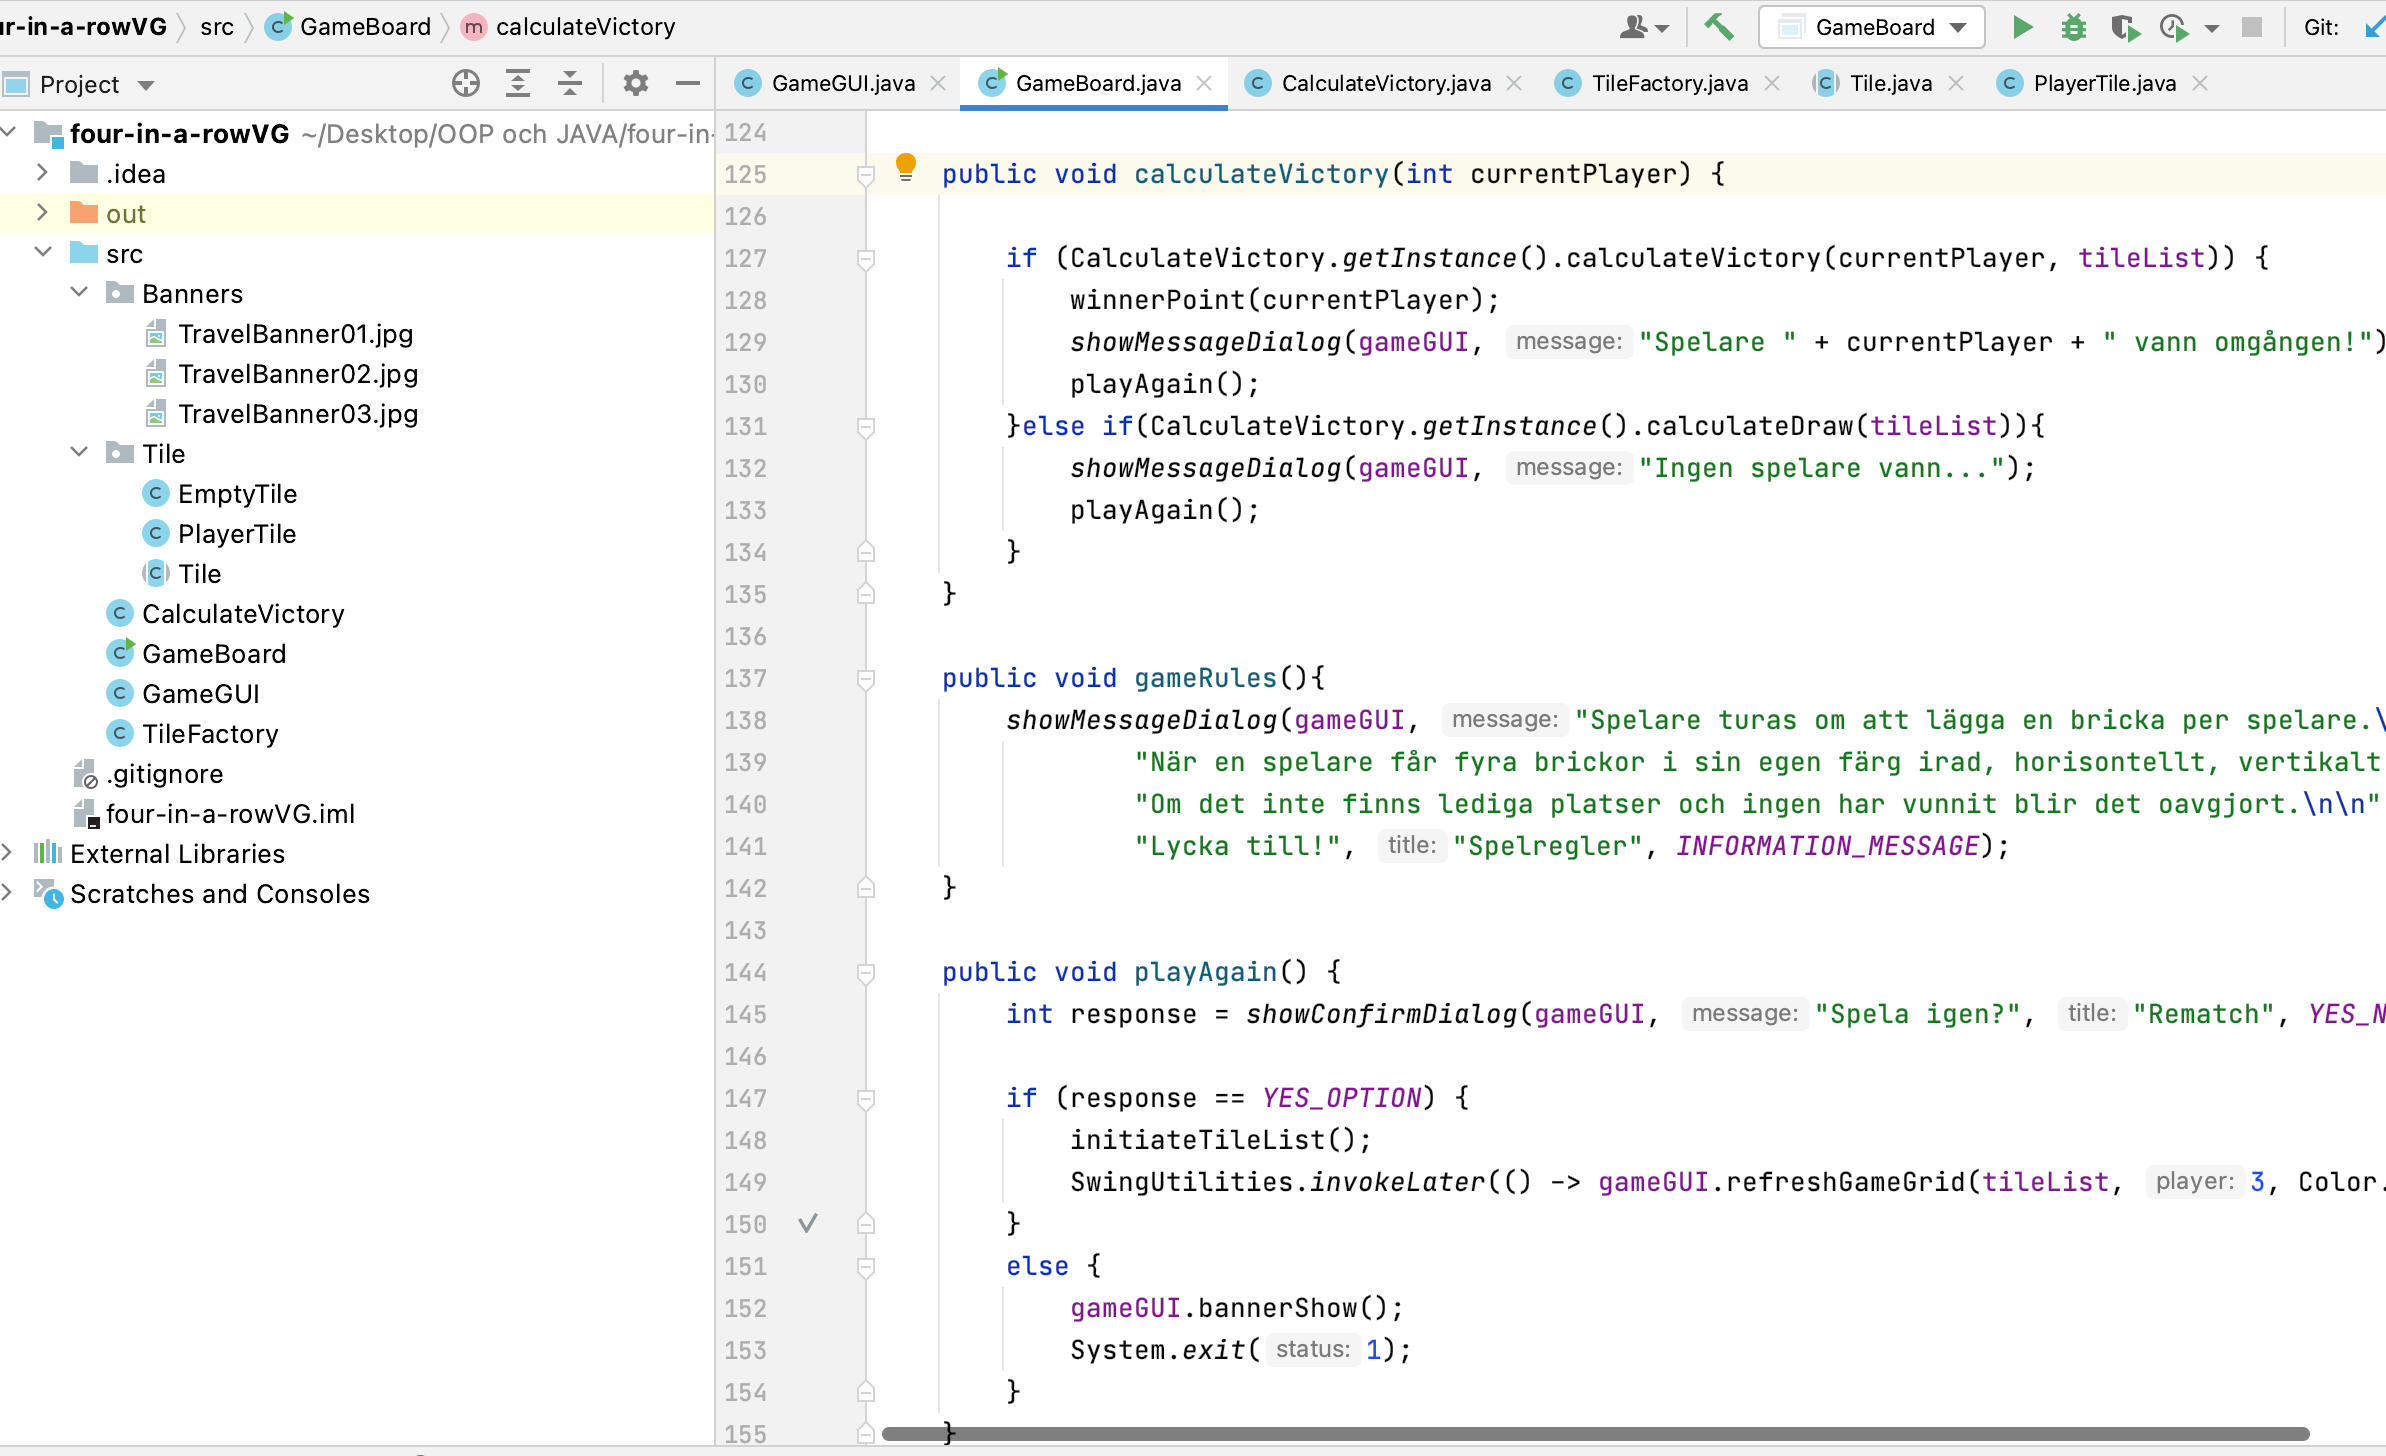 ır-in-a-rowVG src GameBoard calculateVictory GameBoard Git:
Project GameGUI.java GameBoard.java CalculateVictory.java TileFactory.java Tile.java PlayerTile.java
four-in-a-rowVG ~/Desktop/OOP och JAVA/four-in-
.idea
out
src
Banners
TravelBanner01.jpg
TravelBanner02.jpg
TravelBanner03.jpg
Tile
EmptyTile
PlayerTile
Tile
CalculateVictory
GameBoard
GameGUI
TileFactory
.gitignore
four-in-a-rowVG.iml
External Libraries
Scratches and Consoles
124
125 public void calculateVictory(int currentPlayer) {
126
127 if (CalculateVictory.getInstance().calculateVictory(currentPlayer, tileList)) {
128 winnerPoint(currentPlayer);
129 showMessageDialog(gameGUI, message: "Spelare " + currentPlayer + " vann omgången!")
130 playAgain();
131 }else if(CalculateVictory.getInstance().calculateDraw(tileList)){
132 showMessageDialog(gameGUI, message: "Ingen spelare vann...");
133 playAgain();
134 }
135 }
136
137 public void gameRules(){
138 showMessageDialog(gameGUI, message: "Spelare turas om att lägga en bricka per spelare.\
139 "När en spelare får fyra brickor i sin egen färg irad, horisontellt, vertikalt
140 "Om det inte finns lediga platser och ingen har vunnit blir det oavgjort.\n\n"
141 "Lycka till!", title: "Spelregler", INFORMATION_MESSAGE);
142 }
143
144 public void playAgain() {
145 int response = showConfirmDialog(gameGUI, message: "Spela igen?", title: "Rematch", YES_N
146
147 if (response == YES_OPTION) {
148 initiateTileList();
149 SwingUtilities.invokeLater(() -> gameGUI.refreshGameGrid(tileList, player: 3, Color.
150 }
151 else {
152 gameGUI.bannerShow();
153 System.exit( status: 1);
154 }
155 }